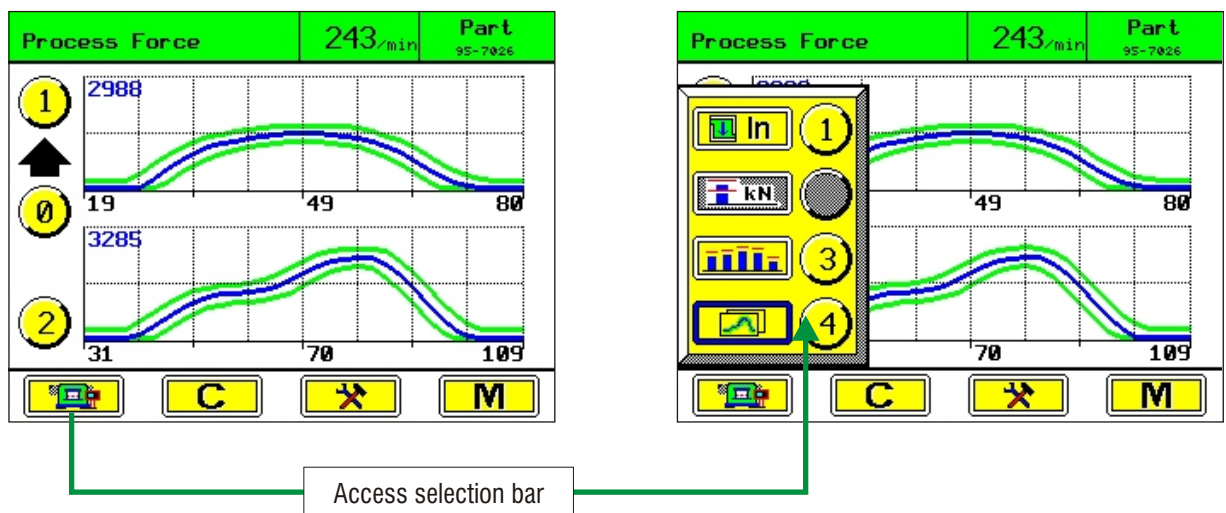 Process Force 243/min Part
95-7026
1 2988
0 19 49 80
3285
2
31 70 109
C M
Process Force 243/min Part
95-7026
In 1
49 80
kN
3
4
70 109
C M
Access selection bar